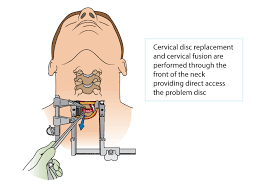 Cervical disc replacement
and cervical fusion are
performed through the
front of the neck
providing direct access
the problem disc